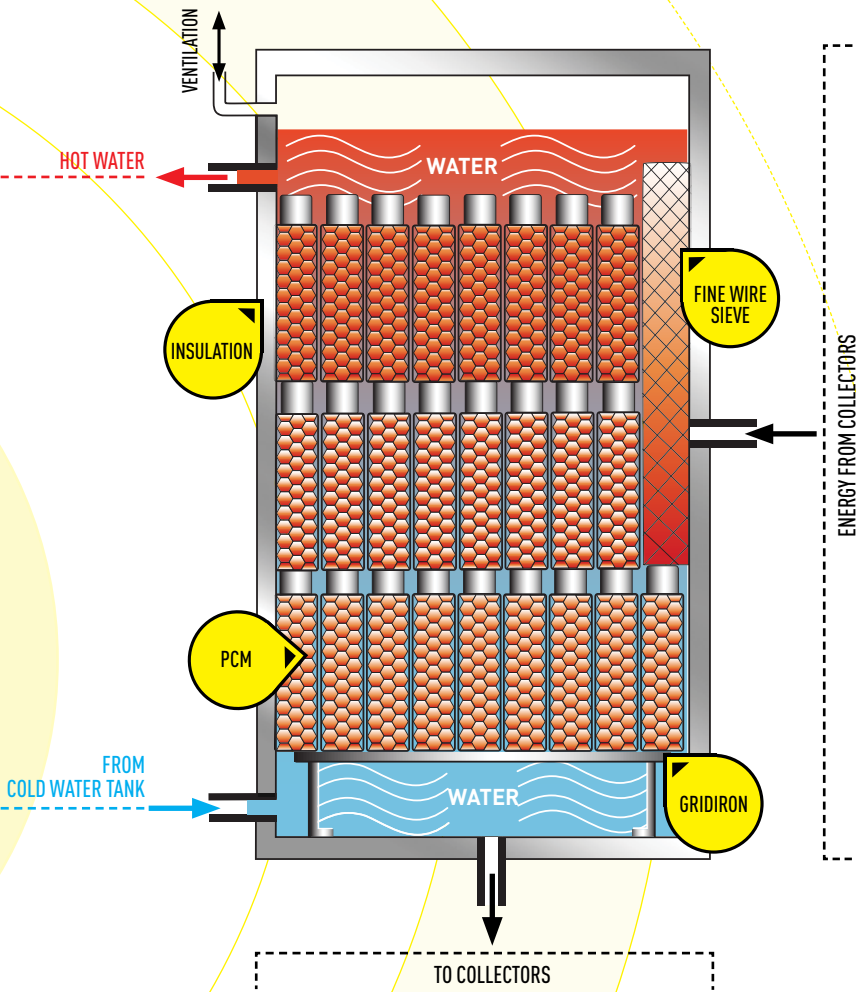 VENTILATION
HOT WATER
WATER
FINE WIRE
SIEVE
INSULATION
ENERGY FROM COLLECTORS
PCM
FROM
COLD WATER TANK
WATER
GRIDIRON
TO COLLECTORS